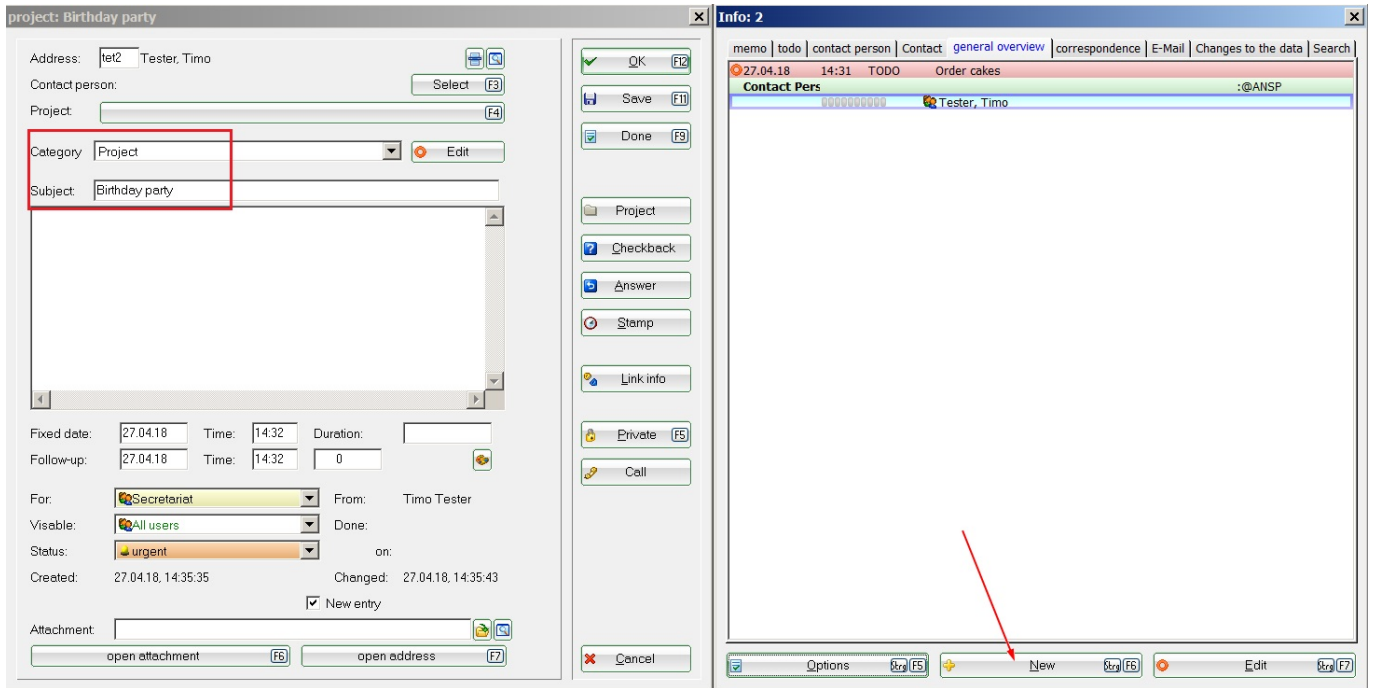 project: Birthday party
Address: tet2 Tester, Timo
Contact person: Select F3
Project: F4
Category Project Edit
Subject: Birthday party
Fixed date: 27.04.18 Time: 14:32 Duration:
Follow-up: 27.04.18 Time: 14:32 0
For: Secretariat From: Timo Tester
Visable: All users Done:
Status: urgent on:
Created: 27.04.18, 14:35:35 Changed: 27.04.18, 14:35:43
New entry
Attachment:
open attachment F6 open address F7
OK F12
Save F11
Done F9
Project
Checkback
Answer
Stamp
Link info
Private F5
Call
Cancel
Info: 2
memo todo contact person Contact general overview correspondence E-Mail Changes to the data Search
27.04.18 14:31 TODO Order cakes
Contact Pers :@ANSP
0000000000 Tester, Timo
Options Strg F5 New Strg F6 Edit Strg F7